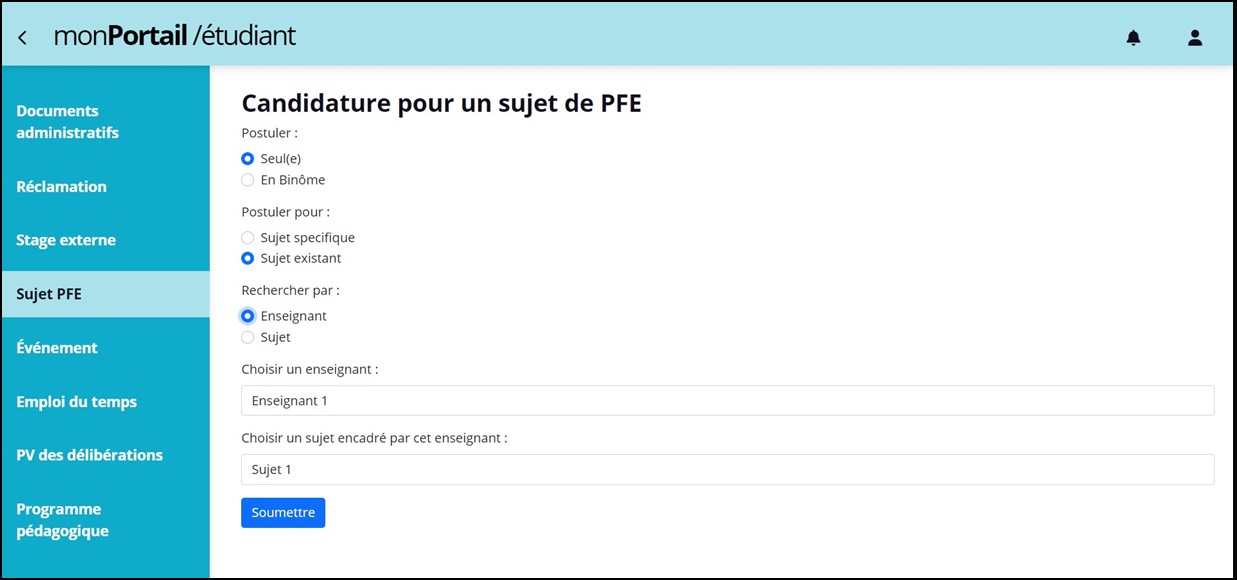 monPortail /étudiant
Documents
administratifs
Réclamation
Stage externe
Sujet PFE
Événement
Emploi du temps
PV des délibérations
Programme
pédagogique
Candidature pour un sujet de PFE
Postuler :
Seul(e)
En Binôme
Postuler pour :
Sujet specifique
Sujet existant
Rechercher par :
Enseignant
Sujet
Choisir un enseignant :
Enseignant 1
Choisir un sujet encadré par cet enseignant :
Sujet 1
Soumettre